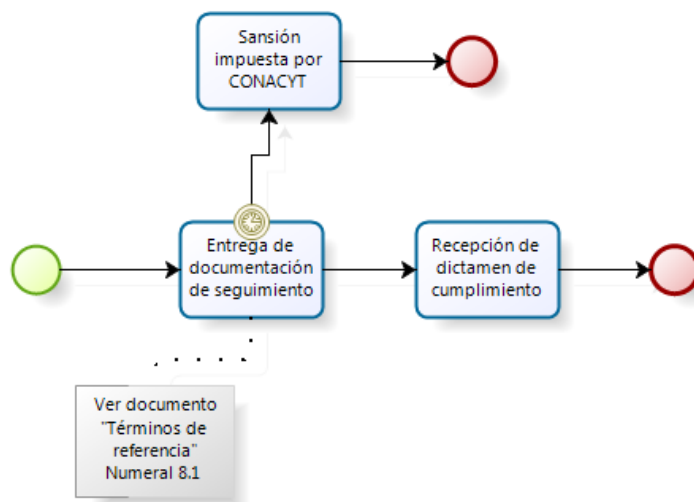 Sansión
impuesta por
CONACYT
Entrega de
documentación
de seguimiento
Recepción de
dictamen de
cumplimiento
Ver documento
"Términos de
referencia"
Numeral 8.1